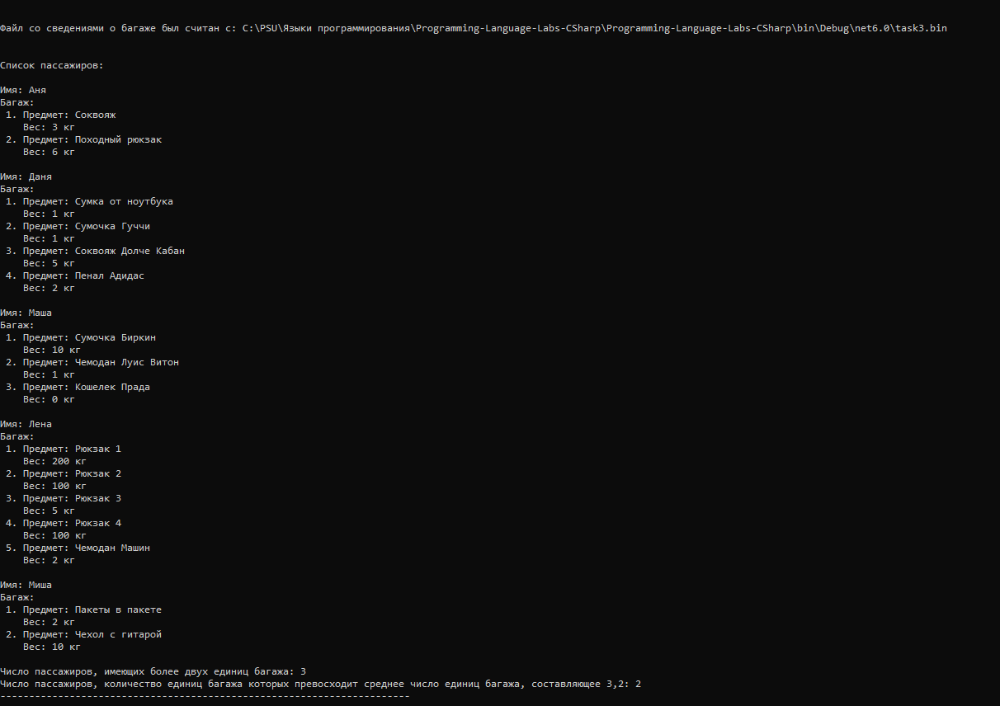 Файл со сведениями о багаже был считан с: C:\PSU\Языки программирования\Programming-Language-Labs-CSharp\Programming-Language-Labs-CSharp\bin\Debug\net6.0\task3.bin
Список пассажиров:
Имя: Аня
Багаж:
1. Предмет: Соквояж
Вес: 3 кг
2. Предмет: Походный рюкзак
Вес: 6 кг
Имя: Даня
Багаж:
1. Предмет: Сумка от ноутбука
Вес: 1 кг
2. Предмет: Сумочка Гуччи
Вес: 1 кг
3. Предмет: Соквояж Долче Кабан
Вес: 5 кг
4. Предмет: Пенал Адидас
Вес: 2 кг
Имя: Маша
Багаж:
1. Предмет: Сумочка Биркин
Вес: 10 кг
2. Предмет: Чемодан Луис Витон
Вес: 1 кг
3. Предмет: Кошелек Прада
Вес: 0 кг
Имя: Лена
Багаж:
1. Предмет: Рюкзак 1
Вес: 200 кг
2. Предмет: Рюкзак 2
Вес: 100 кг
3. Предмет: Рюкзак 3
Вес: 5 кг
4. Предмет: Рюкзак 4
Вес: 100 кг
5. Предмет: Чемодан Машин
Вес: 2 кг
Имя: Миша
Багаж:
1. Предмет: Пакеты в пакете
Вес: 2 кг
2. Предмет: Чехол с гитарой
Вес: 10 кг
Число пассажиров, имеющих более двух единиц багажа: 3
Число пассажиров, количество единиц багажа которых превосходит среднее число единиц багажа, составляющее 3,2: 2
-----------------------------------------------------------------------